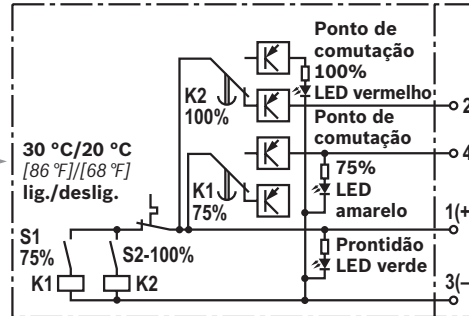 Ponto de
comutação
100%
LED vermelho
K2
100%
2
Ponto de
comutação
4
30 °C/20 °C
[86 °F]/[68 °F]
lig./deslig.
75%
LED
amarelo
K1
75%
1(+
S1
75%
S2-100%
Prontidão
LED verde
K1
K2
3(–